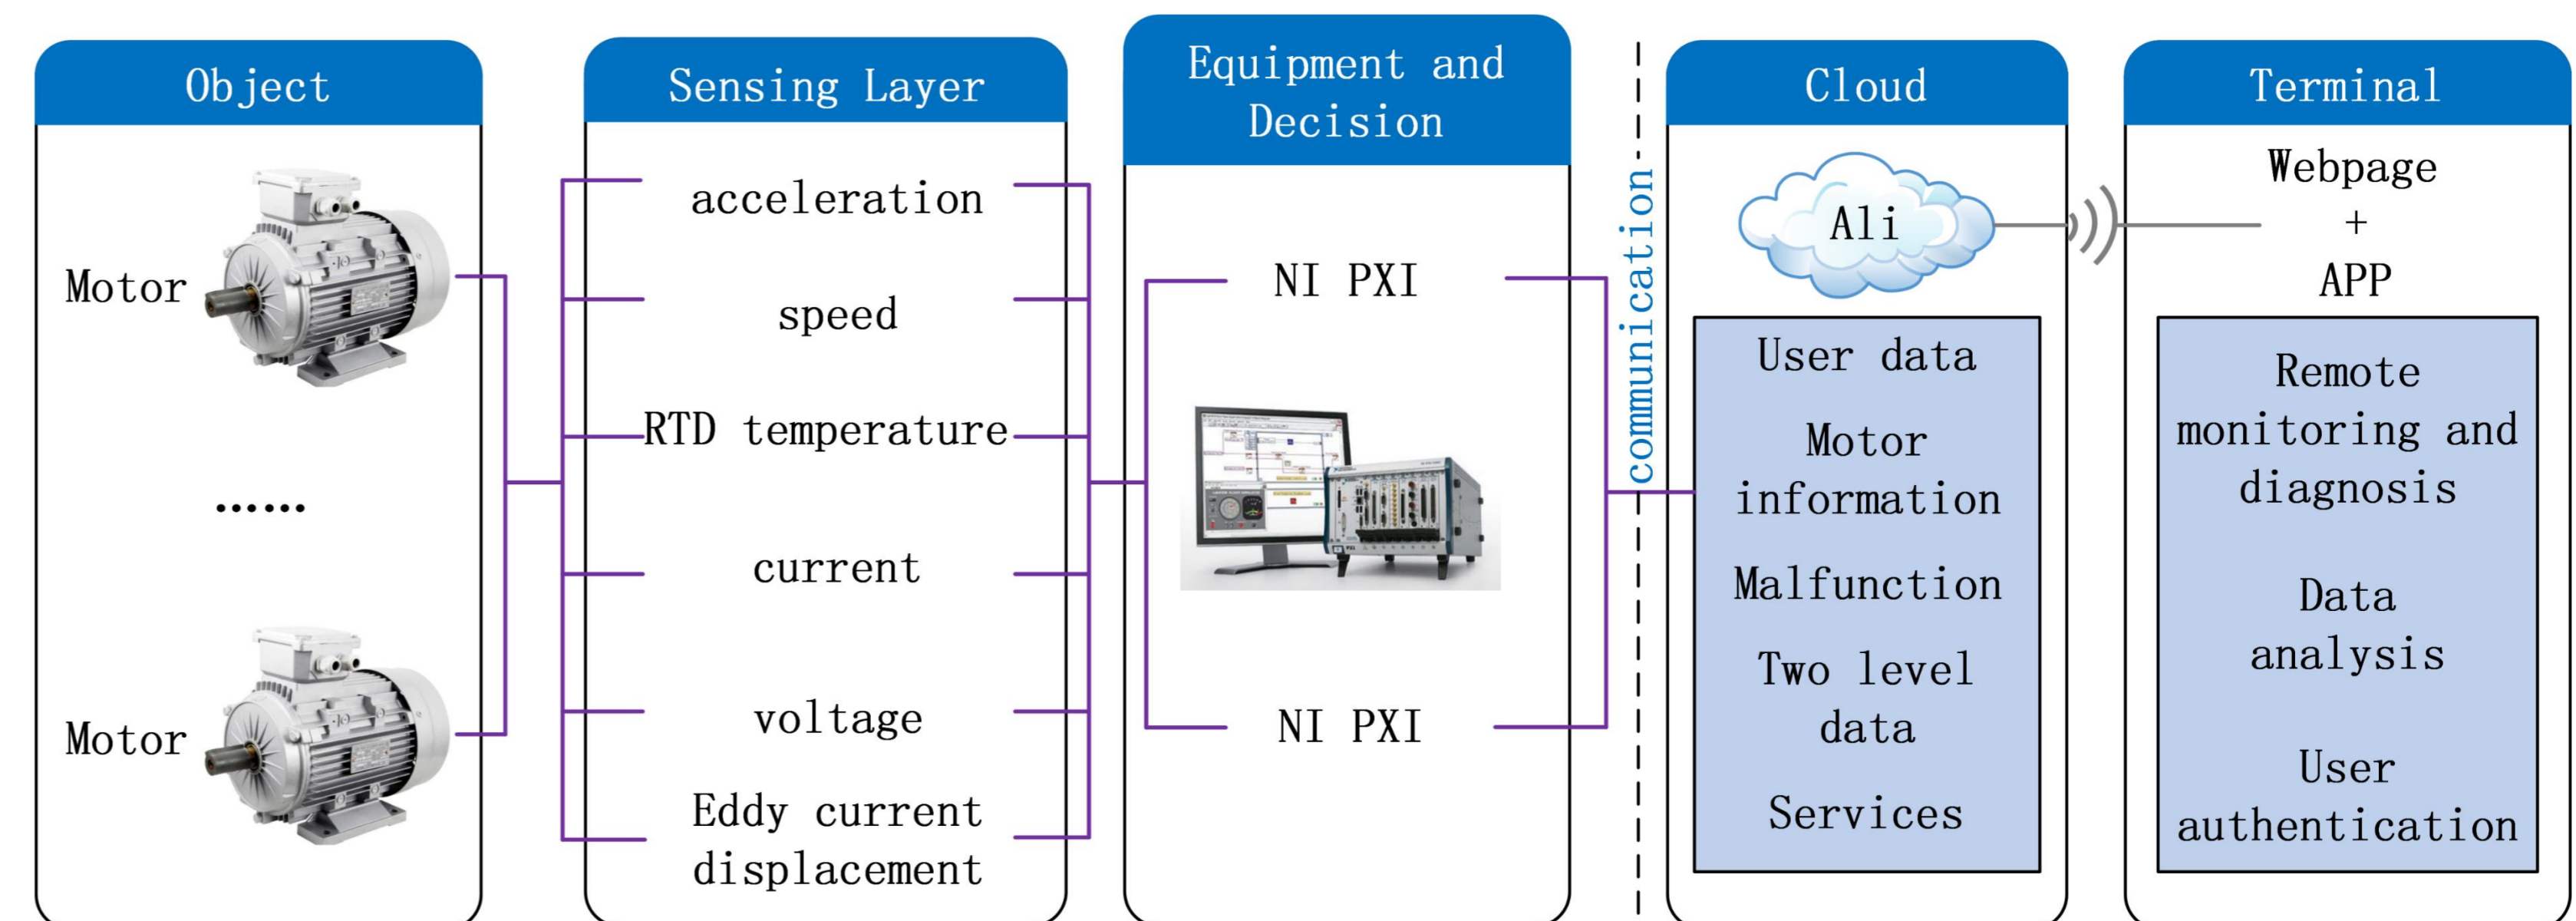 Object
Motor
……
Motor
Sensing Layer
acceleration
speed
RTD temperature
current
voltage
Eddy current
displacement
Equipment and
Decision
NI PXI
NI PXI
communication
Cloud
Ali
User data
Motor
information
Malfunction
Two level
data
Services
Terminal
Webpage
+
APP
Remote
monitoring and
diagnosis
Data
analysis
User
authentication